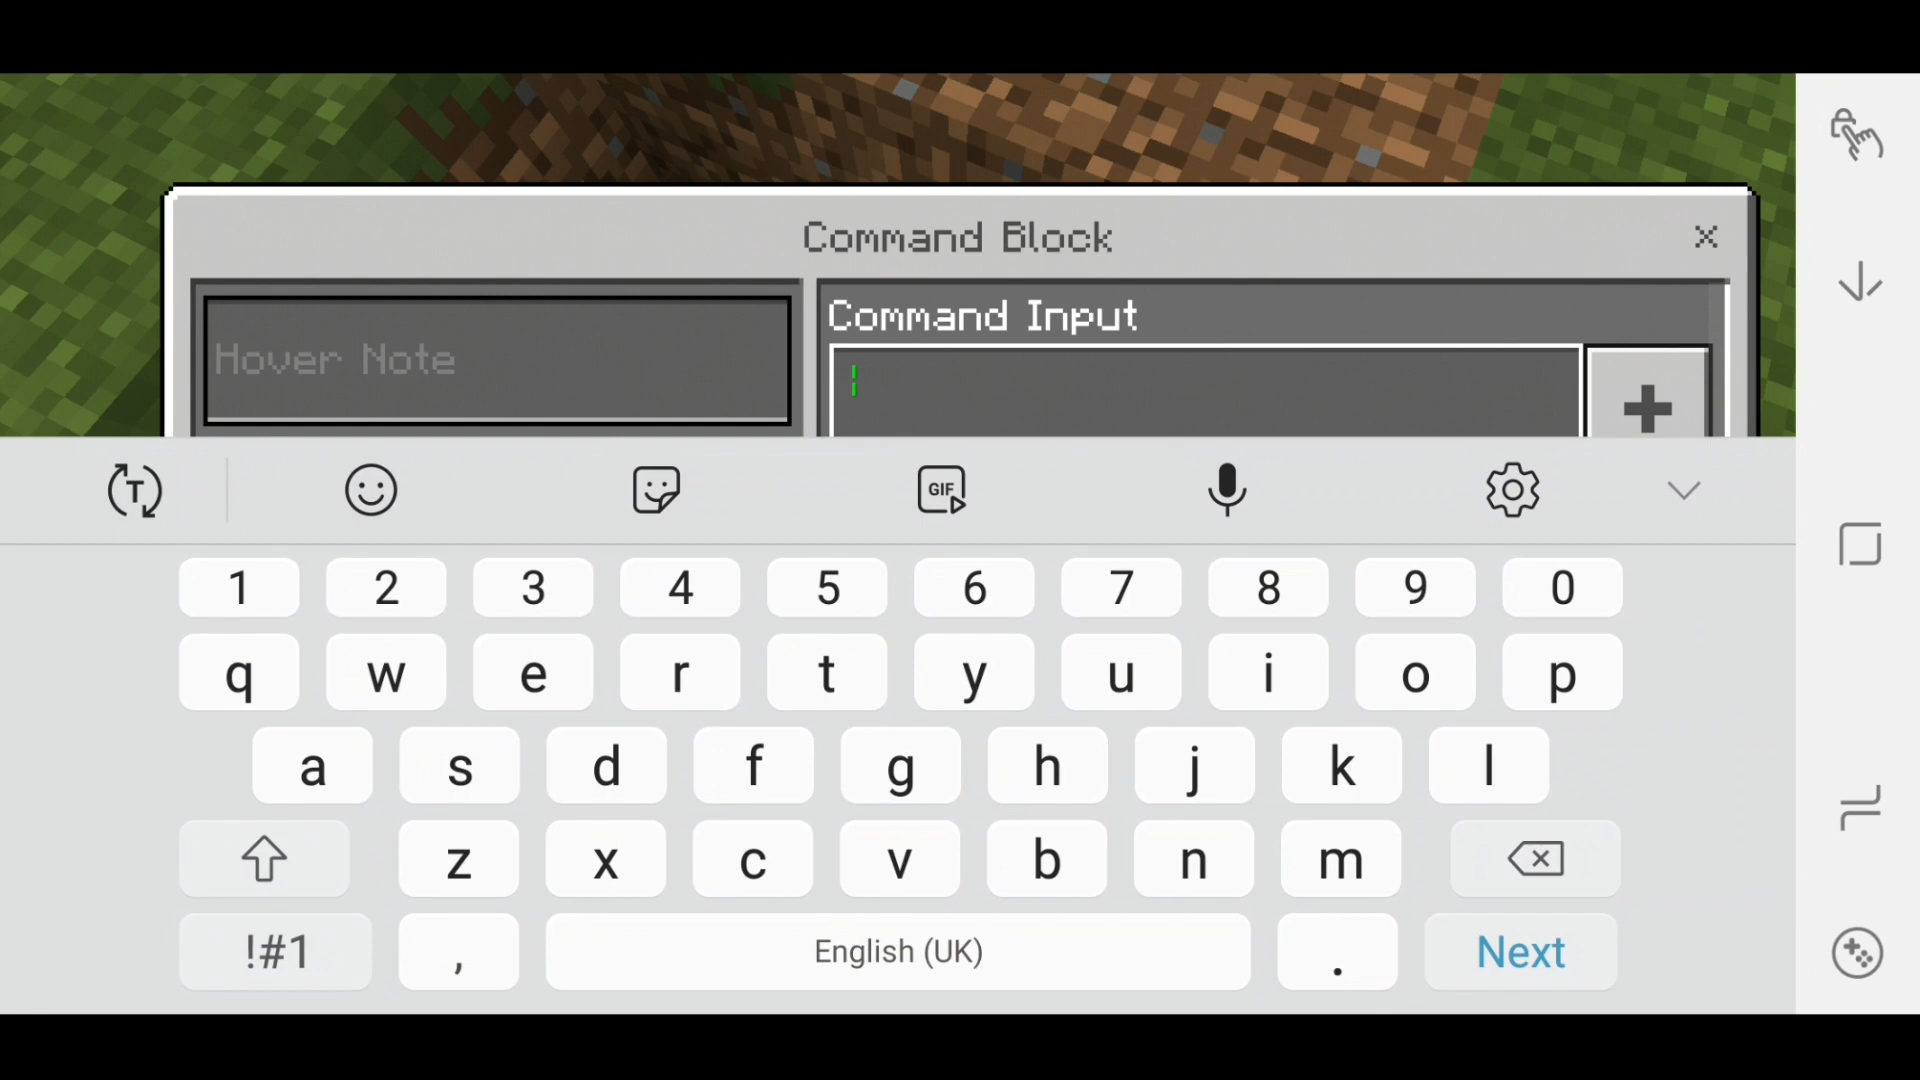 Command Block
Hover Note
Command Input
T
GIF
1 2 3 4 5 6 7 8 9 0
q w e r t y u i o p
a s d f g h j k l
z x c v b n m
!#1 , English (UK) . Next